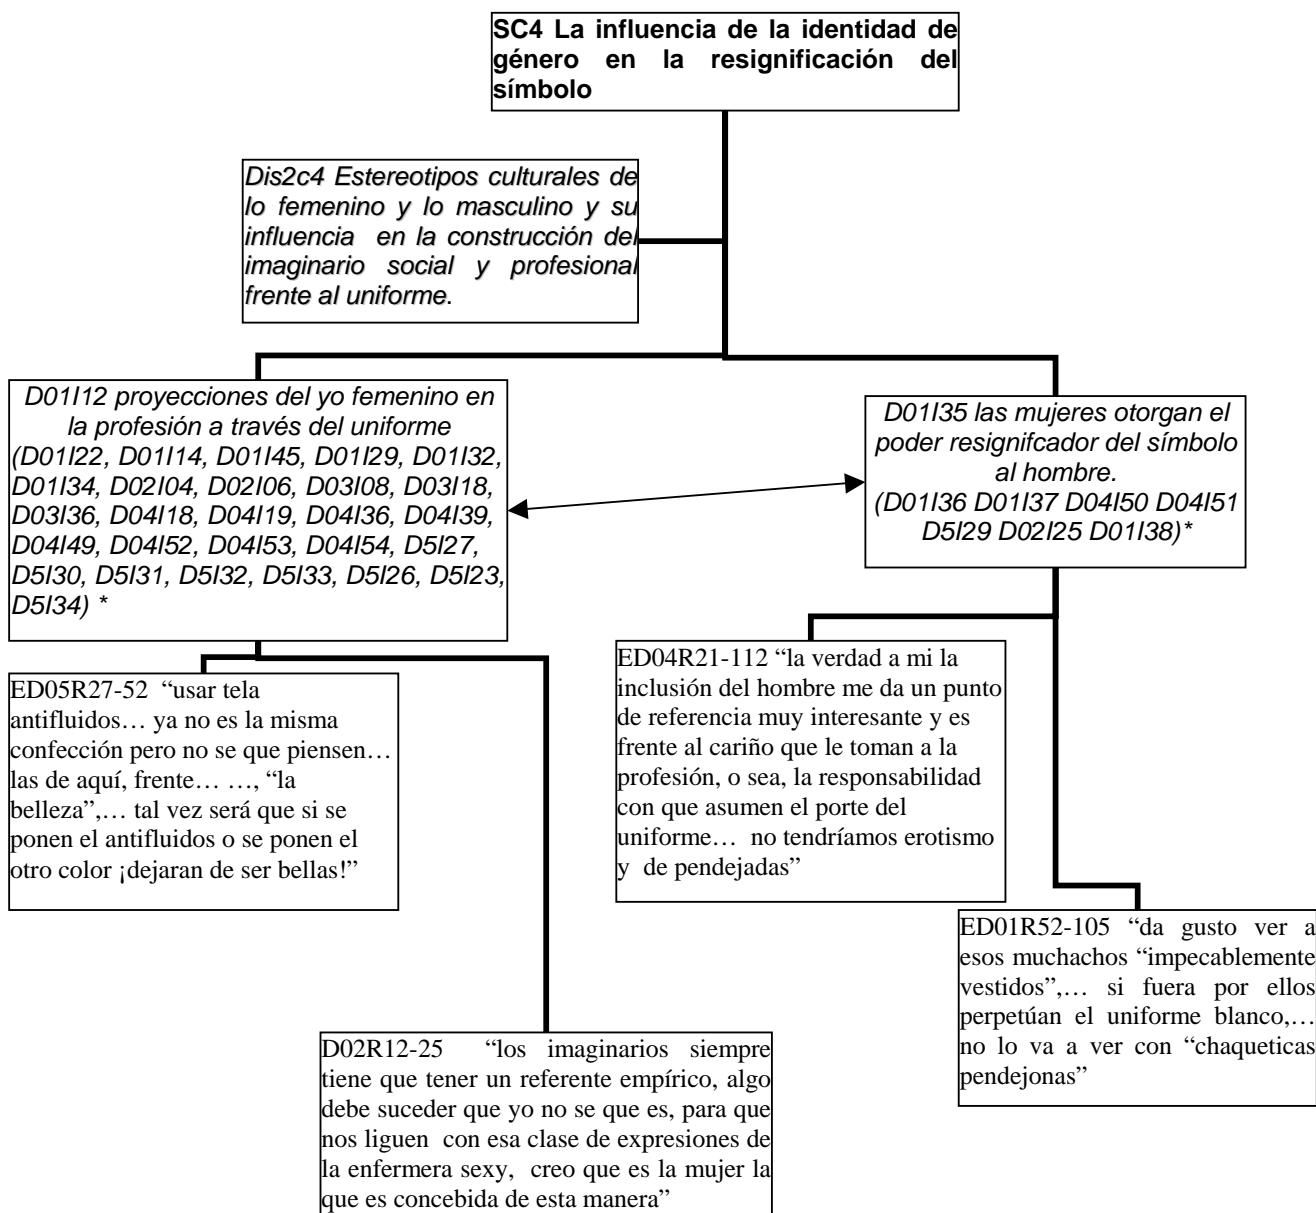 SC4 La influencia de la identidad de
género en la resignificación del
símbolo
Dis2c4 Estereotipos culturales de
lo femenino y lo masculino y su
influencia en la construcción del
imaginario social y profesional
frente al uniforme.
D01I12 proyecciones del yo femenino en
la profesión a través del uniforme
(D01I22, D01I14, D01I45, D01I29, D01I32,
D01I34, D02I04, D02I06, D03I08, D03I18,
D03I36, D04I18, D04I19, D04I36, D04I39,
D04I49, D04I52, D04I53, D04I54, D5I27,
D5I30, D5I31, D5I32, D5I33, D5I26, D5I23,
D5I34) *
D01I35 las mujeres otorgan el
poder resignifcador del símbolo
al hombre.
(D01I36 D01I37 D04I50 D04I51
D5I29 D02I25 D01I38)*
ED05R27-52 “usar tela
antifluidos… ya no es la misma
confección pero no se que piensen…
las de aquí, frente… …, “la
belleza”,… tal vez será que si se
ponen el antifluidos o se ponen el
otro color ¡dejaran de ser bellas!”
ED04R21-112 “la verdad a mi la
inclusión del hombre me da un punto
de referencia muy interesante y es
frente al cariño que le toman a la
profesión, o sea, la responsabilidad
con que asumen el porte del
uniforme… no tendríamos erotismo
y de pendejadas”
ED01R52-105 “da gusto ver a
esos muchachos “impecablemente
vestidos”,… si fuera por ellos
perpetúan el uniforme blanco,…
no lo va a ver con “chaqueticas
pendejonas”
D02R12-25 “los imaginarios siempre
tiene que tener un referente empírico, algo
debe suceder que yo no se que es, para que
nos liguen con esa clase de expresiones de
la enfermera sexy, creo que es la mujer la
que es concebida de esta manera”